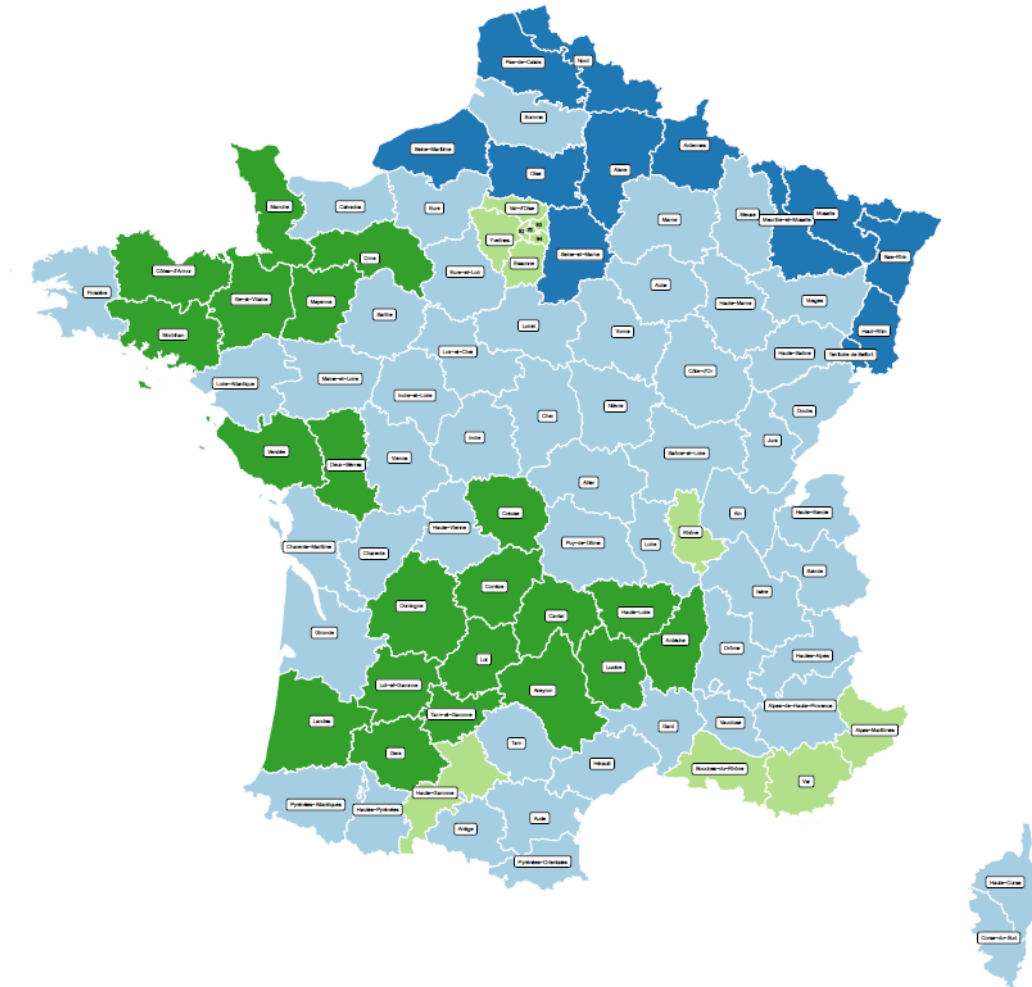 Pas-de-Calais
Nord
Somme
Seine-Maritime
Ardennes
Oise
Aisne
Manche
Calvados
Eure
Val-d'Oise
Marne
Meuse
Meurthe-et-Moselle
Moselle
Bas-Rhin
Yvelines
92
75
93
94
Essonne
Seine-et-Marne
Côtes-d'Armor
Orne
Finistère
Ille-et-Vilaine
Mayenne
Eure-et-Loir
Aube
Haute-Marne
Vosges
Sarthe
Loiret
Yonne
Haut-Rhin
Morbihan
Loir-et-Cher
Haute-Saône
Territoire de Belfort
Côte-d'Or
Loire-Atlantique
Maine-et-Loire
Indre-et-Loire
Cher
Nièvre
Doubs
Indre
Jura
Vendée
Deux-Sèvres
Vienne
Saône-et-Loire
Allier
Creuse
Ain
Haute-Savoie
Haute-Vienne
Rhône
Charente-Maritime
Charente
Puy-de-Dôme
Loire
Savoie
Isère
Dordogne
Corrèze
Cantal
Haute-Loire
Gironde
Ardèche
Drôme
Hautes-Alpes
Lot
Lozère
Lot-et-Garonne
Aveyron
Alpes-de-Haute-Provence
Landes
Tarn-et-Garonne
Gard
Vaucluse
Alpes-Maritimes
Gers
Tarn
Hérault
Bouches-du-Rhône
Var
Haute-Garonne
Pyrénées-Atlantiques
Hautes-Pyrénées
Ariège
Aude
Pyrénées-Orientales
Haute-Corse
Corse-du-Sud